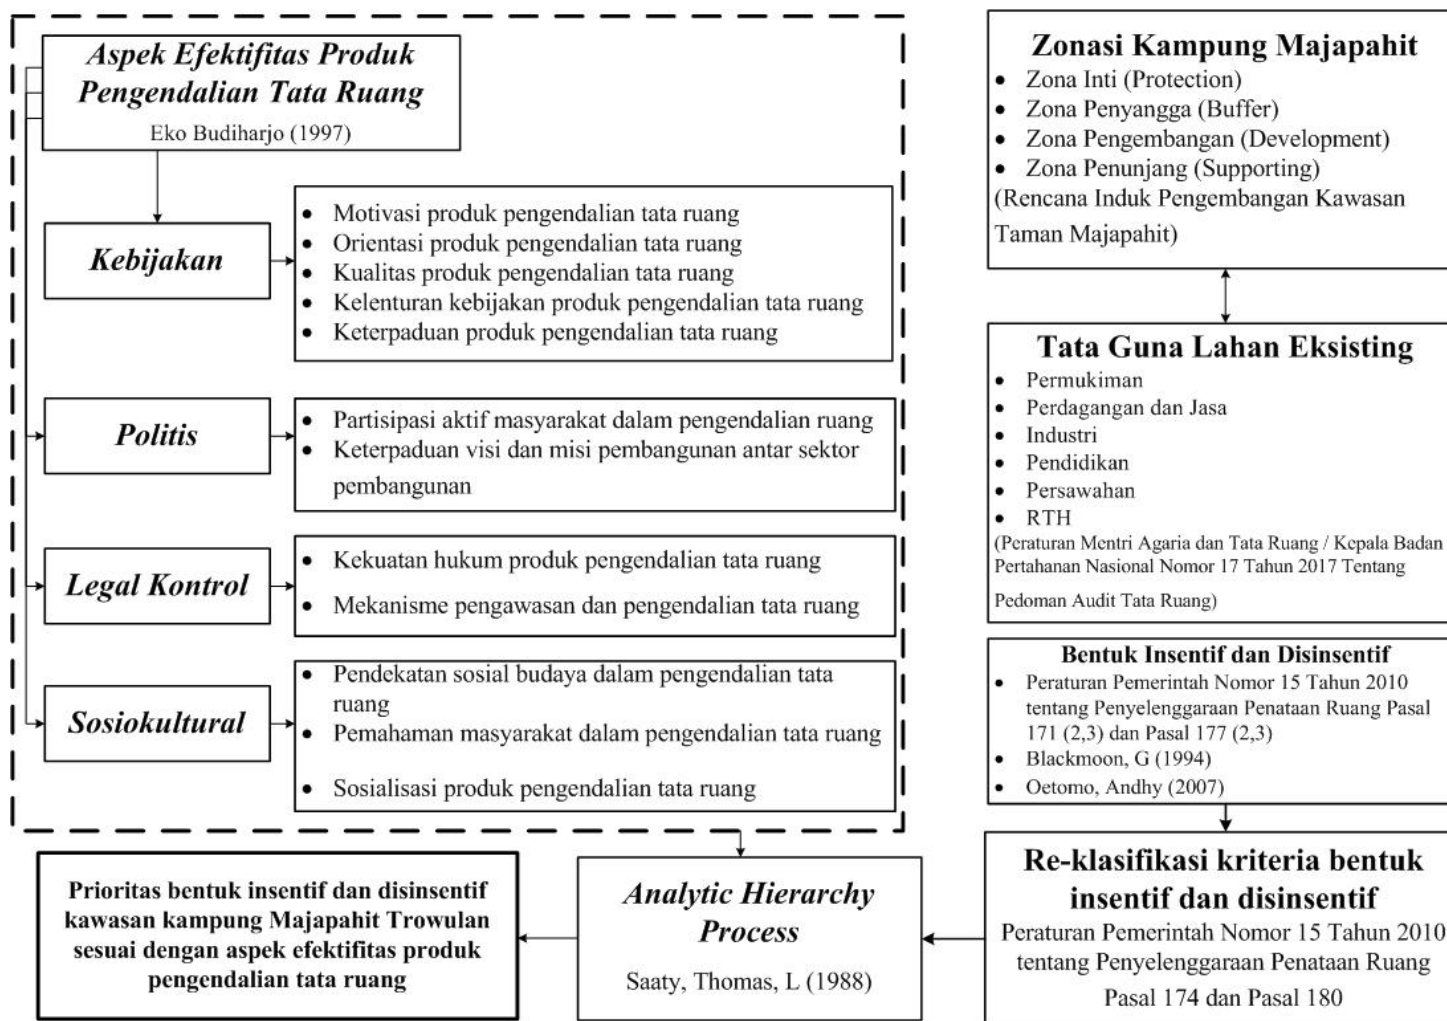 Aspek Efektifitas Produk
Pengendalian Tata Ruang
Eko Budiharjo (1997)
Kebijakan
• Motivasi produk pengendalian tata ruang
• Orientasi produk pengendalian tata ruang
• Kualitas produk pengendalian tata ruang
• Kelenturan kebijakan produk pengendalian tata ruang
• Keterpaduan produk pengendalian tata ruang
Politis
• Partisipasi aktif masyarakat dalam pengendalian ruang
• Keterpaduan visi dan misi pembangunan antar sektor
pembangunan
Legal Kontrol
• Kekuatan hukum produk pengendalian tata ruang
• Mekanisme pengawasan dan pengendalian tata ruang
Sosiokultural
• Pendekatan sosial budaya dalam pengendalian tata
ruang
• Pemahaman masyarakat dalam pengendalian tata ruang
• Sosialisasi produk pengendalian tata ruang
Zonasi Kampung Majapahit
• Zona Inti (Protection)
• Zona Penyangga (Buffer)
• Zona Pengembangan (Development)
• Zona Penunjang (Supporting)
(Rencana Induk Pengembangan Kawasan
Taman Majapahit)
Tata Guna Lahan Eksisting
• Permukiman
• Perdagangan dan Jasa
• Industri
• Pendidikan
• Persawahan
• RTH
(Peraturan Mentri Agaria dan Tata Ruang / Kepala Badan
Pertahanan Nasional Nomor 17 Tahun 2017 Tentang
Pedoman Audit Tata Ruang)
Bentuk Insentif dan Disinsentif
• Peraturan Pemerintah Nomor 15 Tahun 2010
tentang Penyelenggaraan Penataan Ruang Pasal
171 (2,3) dan Pasal 177 (2,3)
• Blackmoon, G (1994)
• Oetomo, Andhy (2007)
Re-klasifikasi kriteria bentuk
insentif dan disinsentif
Peraturan Pemerintah Nomor 15 Tahun 2010
tentang Penyelenggaraan Penataan Ruang
Pasal 174 dan Pasal 180
Analytic Hierarchy
Process
Saaty, Thomas, L (1988)
Prioritas bentuk insentif dan disinsentif
kawasan kampung Majapahit Trowulan
sesuai dengan aspek efektifitas produk
pengendalian tata ruang